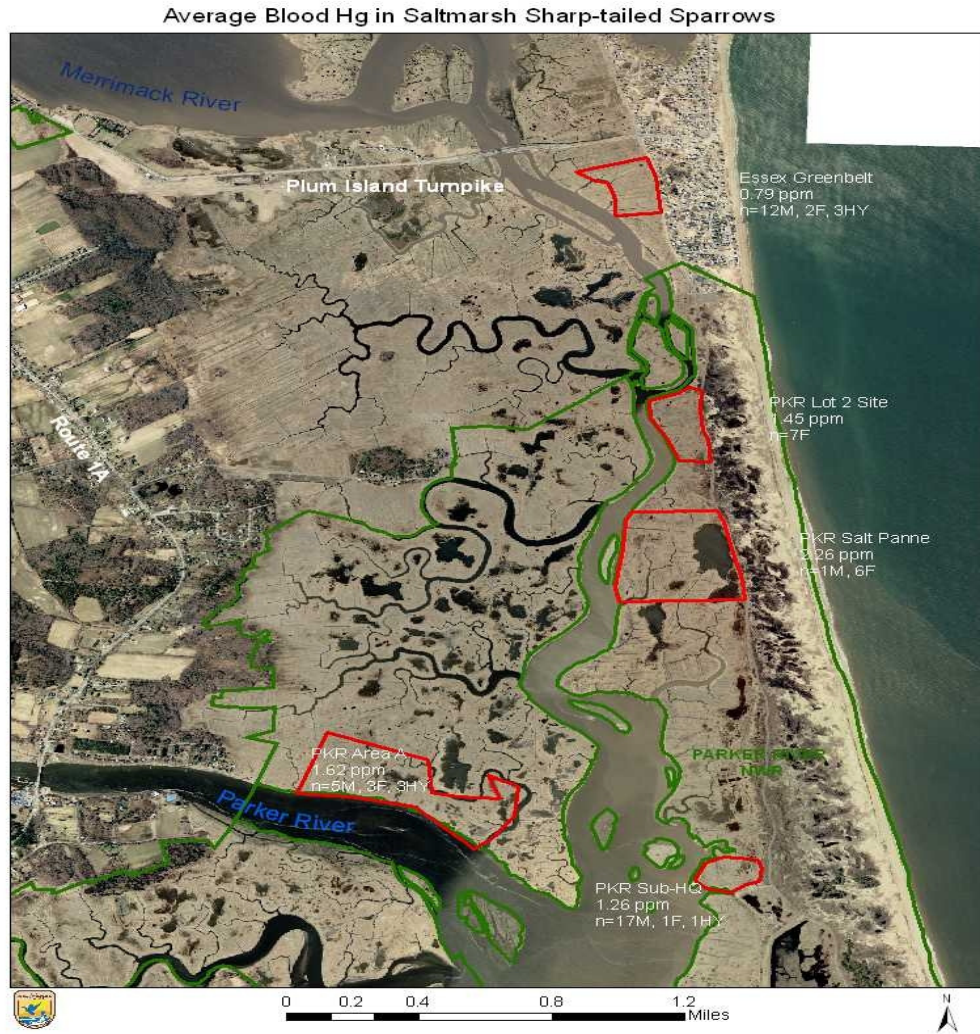 Average Blood Hg in Saltmarsh Sharp-tailed Sparrows
Merrimack River
Plum Island Turnpike
Essex Greenbelt
0.79 ppm
n=12M, 2F, 3HY
PKR Lot 2 Site
1.45 ppm
n=7F
Route 1A
PKR Salt Panne
2.26 ppm
n=1M, 6F
PKR Area A
1.62 ppm
n=5M, 3F, 3HY
PARKER RIVER
NWR
Parker River
PKR Sub-HQ
1.26 ppm
n=17M, 1F, 1HY
0 0.2 0.4 0.8 1.2
Miles
N